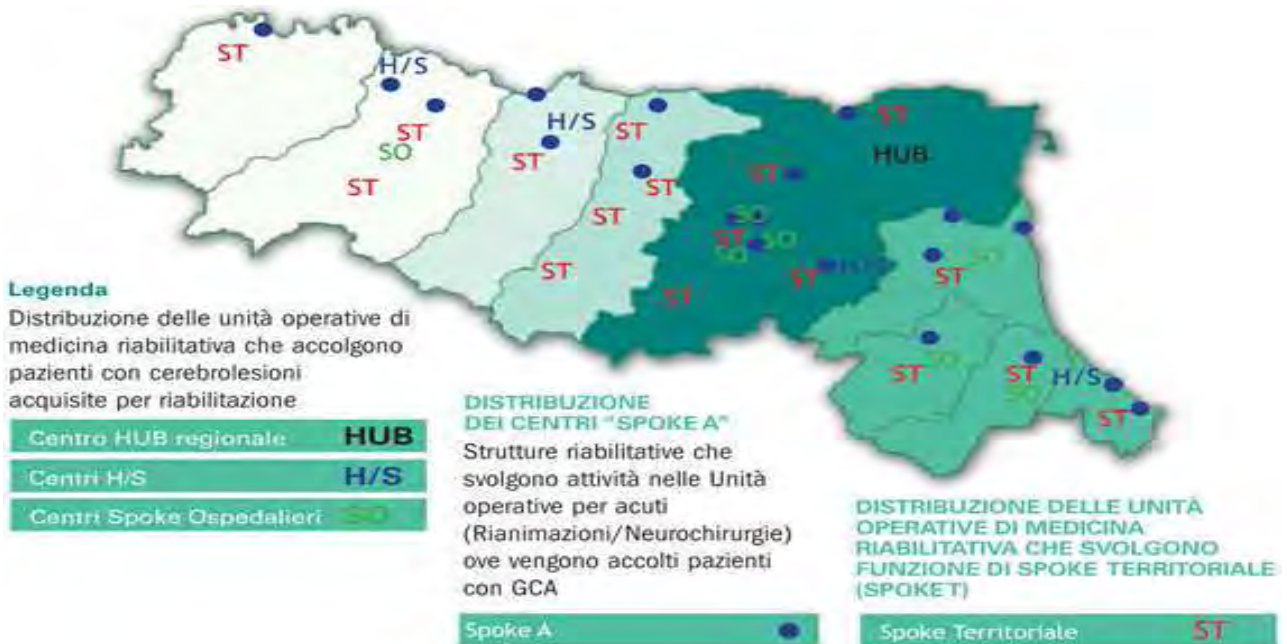 ST
H/S
ST
SO
ST
H/S
ST
ST
ST
ST
ST
ST
HUB
ST
SO
ST
SO
SO
ST
H/S
ST
SO
ST
SO
ST
ST
SO
H/S
ST
Legenda
Distribuzione delle unità operative di
medicina riabilitativa che accolgono
pazienti con cerebrolesioni
acquisite per riabilitazione
Centro HUB regionale HUB
Centri H/S H/S
Centri Spoke Ospedalieri SO
DISTRIBUZIONE
DEI CENTRI "SPOKE A"
Strutture riabilitative che
svolgono attività nelle Unità
operative per acuti
(Rianimazioni/Neurochirurgie)
ove vengono accolti pazienti
con GCA
Spoke A
DISTRIBUZIONE DELLE UNITÀ
OPERATIVE DI MEDICINA
RIABILITATIVA CHE SVOLGONO
FUNZIONE DI SPOKE TERRITORIALE
(SPOKE T)
Spoke Territoriale ST